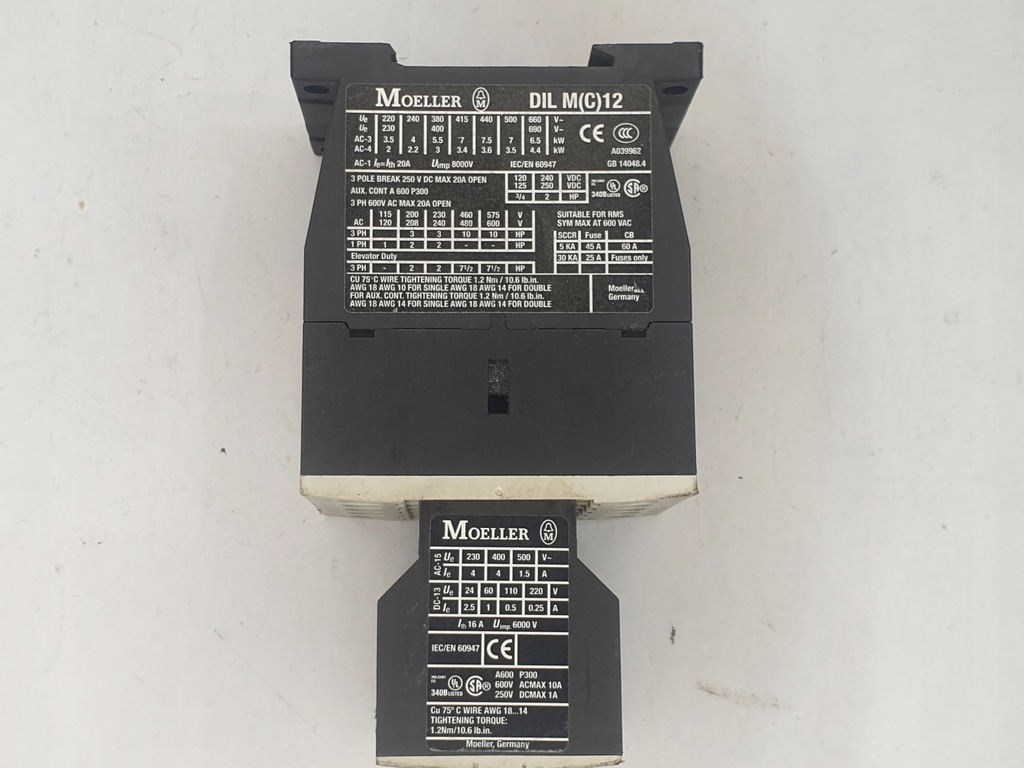 MOELLER M DIL M(C)12
Ue 220 240 380 415 440 500 660 V~
Ue 230 400 690 V~
AC-3 3.5 4 5.5 7 7.5 7 6.5 kW
AC-4 2 2.2 3 3.4 3.6 3.5 4.4 kW
CE CCC
A039962
AC-1 Ie=Ith 20A Uimp 8000V IEC/EN 60947 GB 14048.4
3 POLE BREAK 250 V DC MAX 20A OPEN
AUX. CONT A 600 P300
3 PH 600V AC MAX 20A OPEN
120 240 VDC
125 250 VDC
3/4 2 HP
340B LISTED UL SA
115 200 230 460 575 V
AC 120 208 240 480 600 V
3 PH 3 3 10 10 HP
1 PH 1 2 2 - - HP
Elevator Duty
3 PH - 2 2 7 1/2 7 1/2 HP
SUITABLE FOR RMS
SYM MAX AT 600 VAC
SCCR Fuse CB
5 KA 45 A 60 A
30 KA 25 A Fuses only
CU 75°C WIRE TIGHTENING TORQUE 1.2 Nm / 10.6 lb.in.
AWG 18 AWG 10 FOR SINGLE AWG 18 AWG 14 FOR DOUBLE
FOR AUX. CONT. TIGHTENING TORQUE 1.2 Nm / 10.6 lb.in.
AWG 18 AWG 14 FOR SINGLE AWG 18 AWG 14 FOR DOUBLE
Moeller
Germany
MOELLER M
AC-15 Ue 230 400 500 V~
Ie 4 4 1.5 A
DC-13 Ue 24 60 110 220 V
Ie 2.5 1 0.5 0.25 A
Ith 16 A Uimp. 6000 V
IEC/EN 60947 CE
A600 P300
600V ACMAX 10A
250V DCMAX 1A
340B LISTED UL SA
Cu 75° C WIRE AWG 18...14
TIGHTENING TORQUE:
1.2Nm/10.6 lb.in.
Moeller, Germany